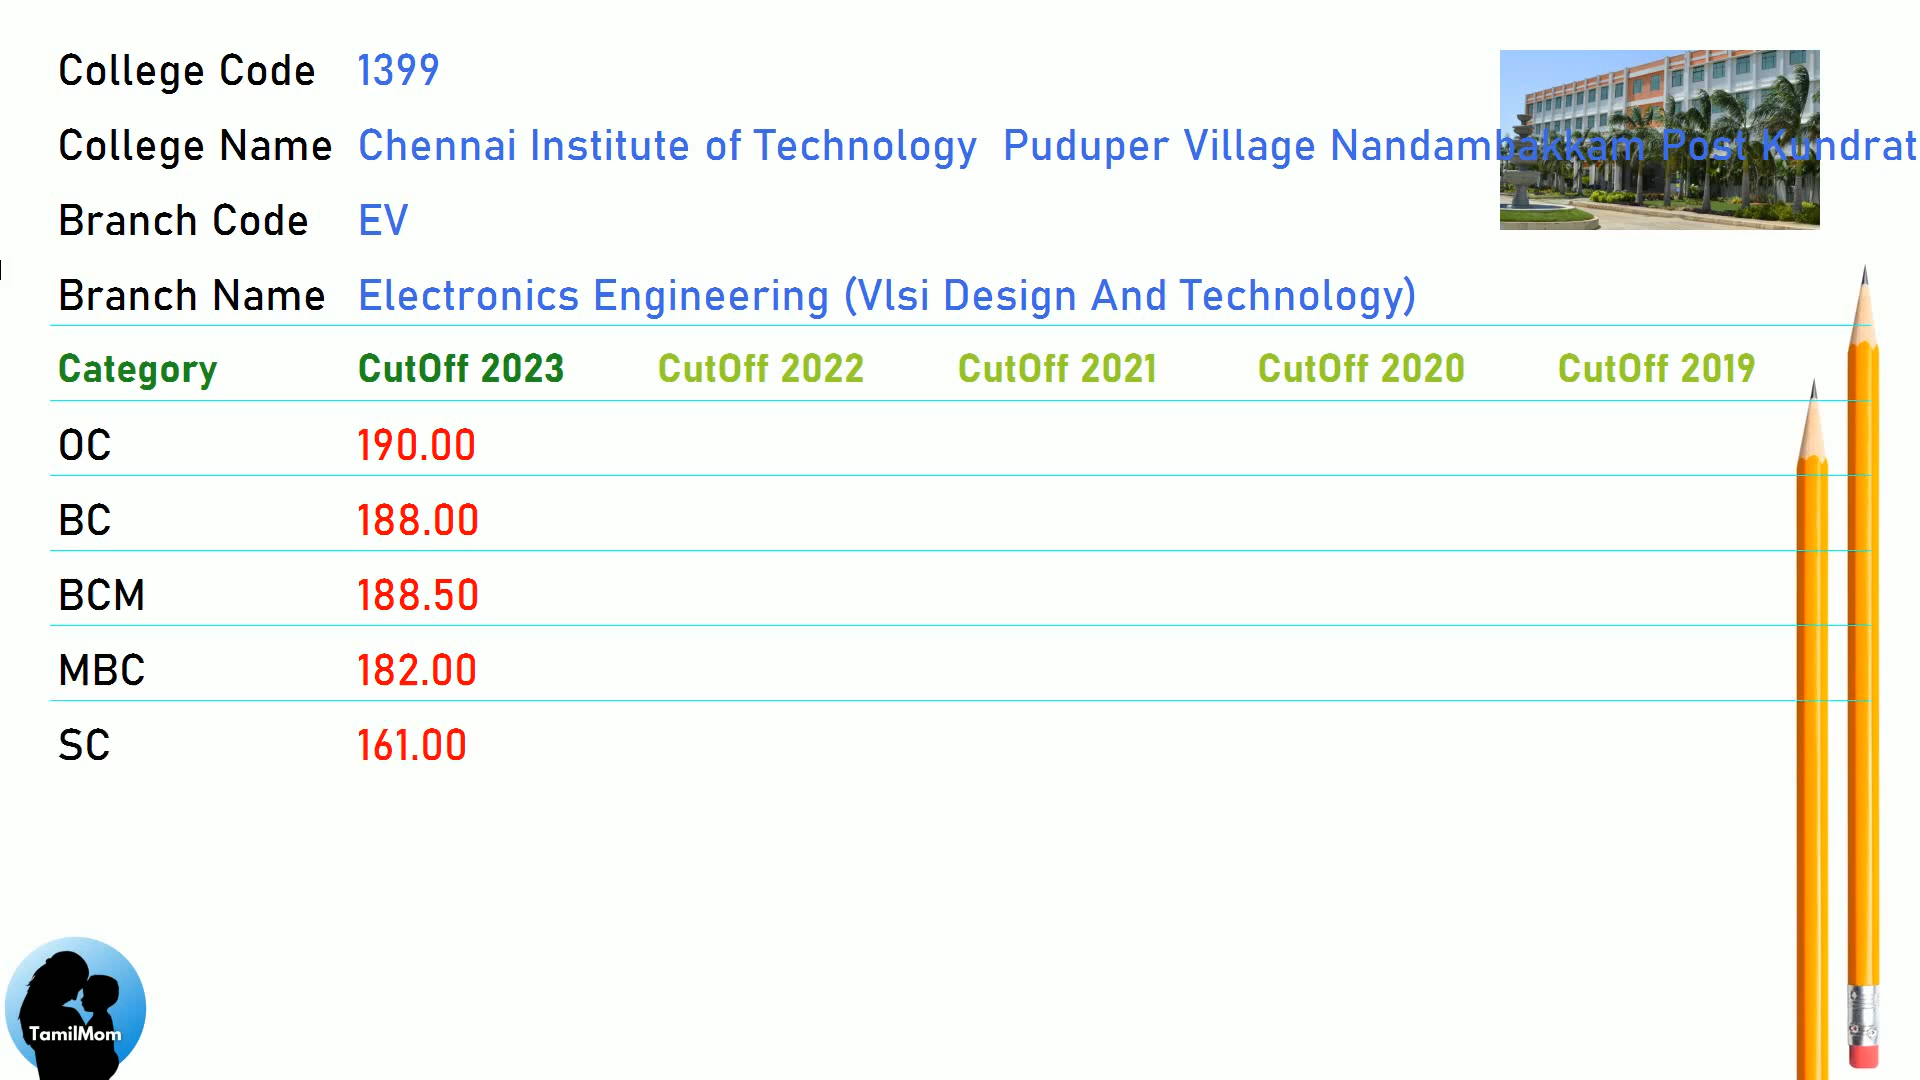 College Code 1399
College Name Chennai Institute of Technology Puduper Village Nandambakkam Post Kundrat
Branch Code EV
Branch Name Electronics Engineering (Vlsi Design And Technology)
Category CutOff 2023 CutOff 2022 CutOff 2021 CutOff 2020 CutOff 2019
OC 190.00
BC 188.00
BCM 188.50
MBC 182.00
SC 161.00
TamilMom